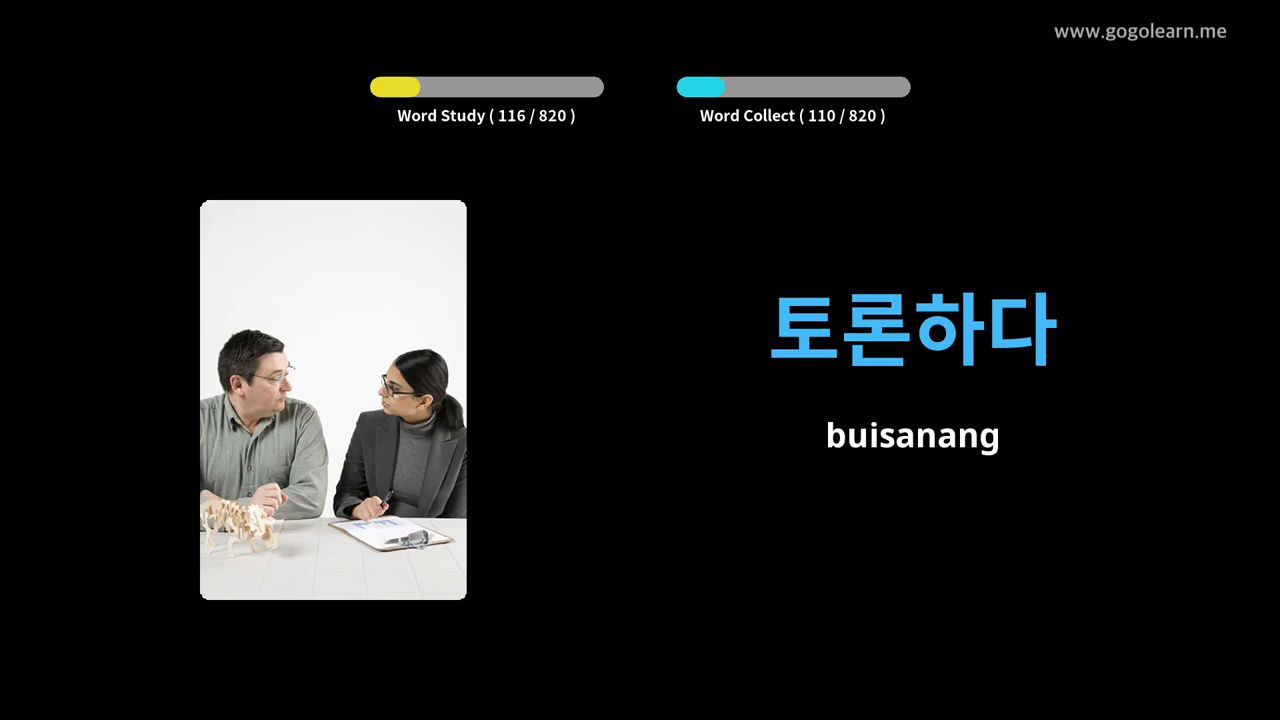 www.gogolearn.me
Word Study ( 116 / 820 )
Word Collect ( 110 / 820 )
토론하다
buisanang